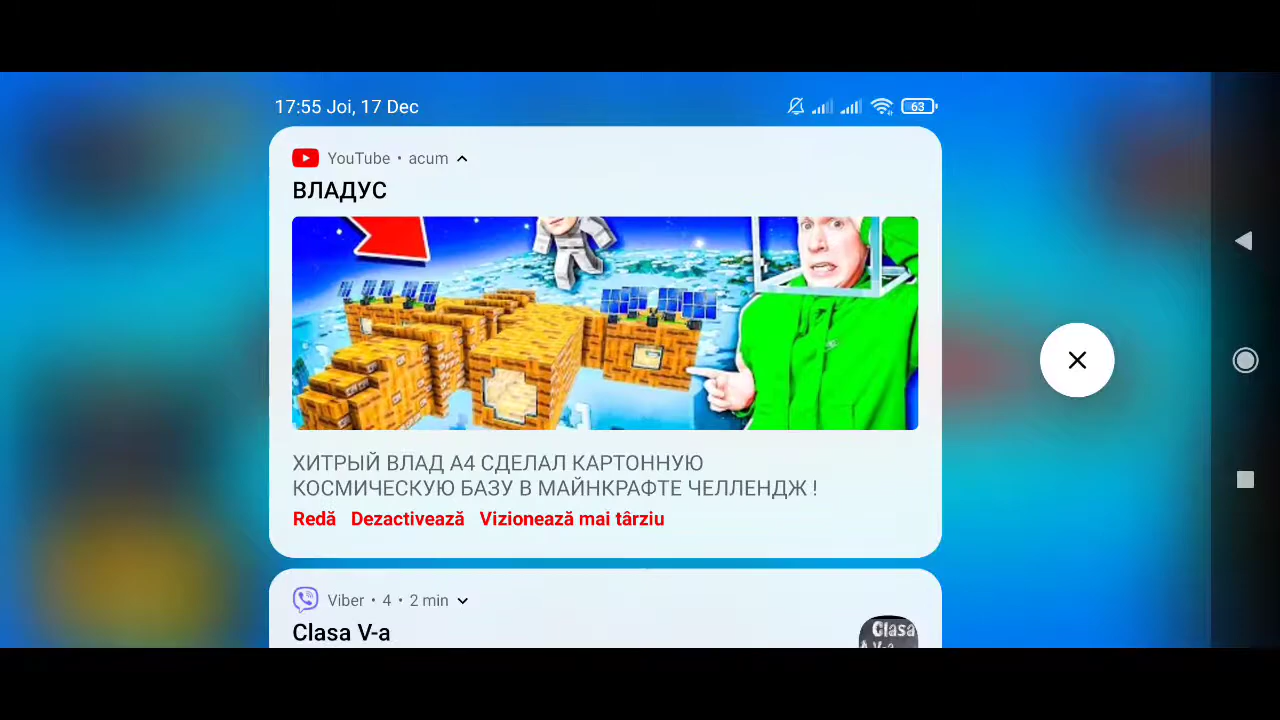 17:55 Joi, 17 Dec
63
YouTube • acum
ВЛАДУС
ХИТРЫЙ ВЛАД А4 СДЕЛАЛ КАРТОННУЮ
КОСМИЧЕСКУЮ БАЗУ В МАЙНКРАФТЕ ЧЕЛЛЕНДЖ !
Redă Dezactivează Vizionează mai târziu
Viber • 4 • 2 min
Clasa V-a
Clasa